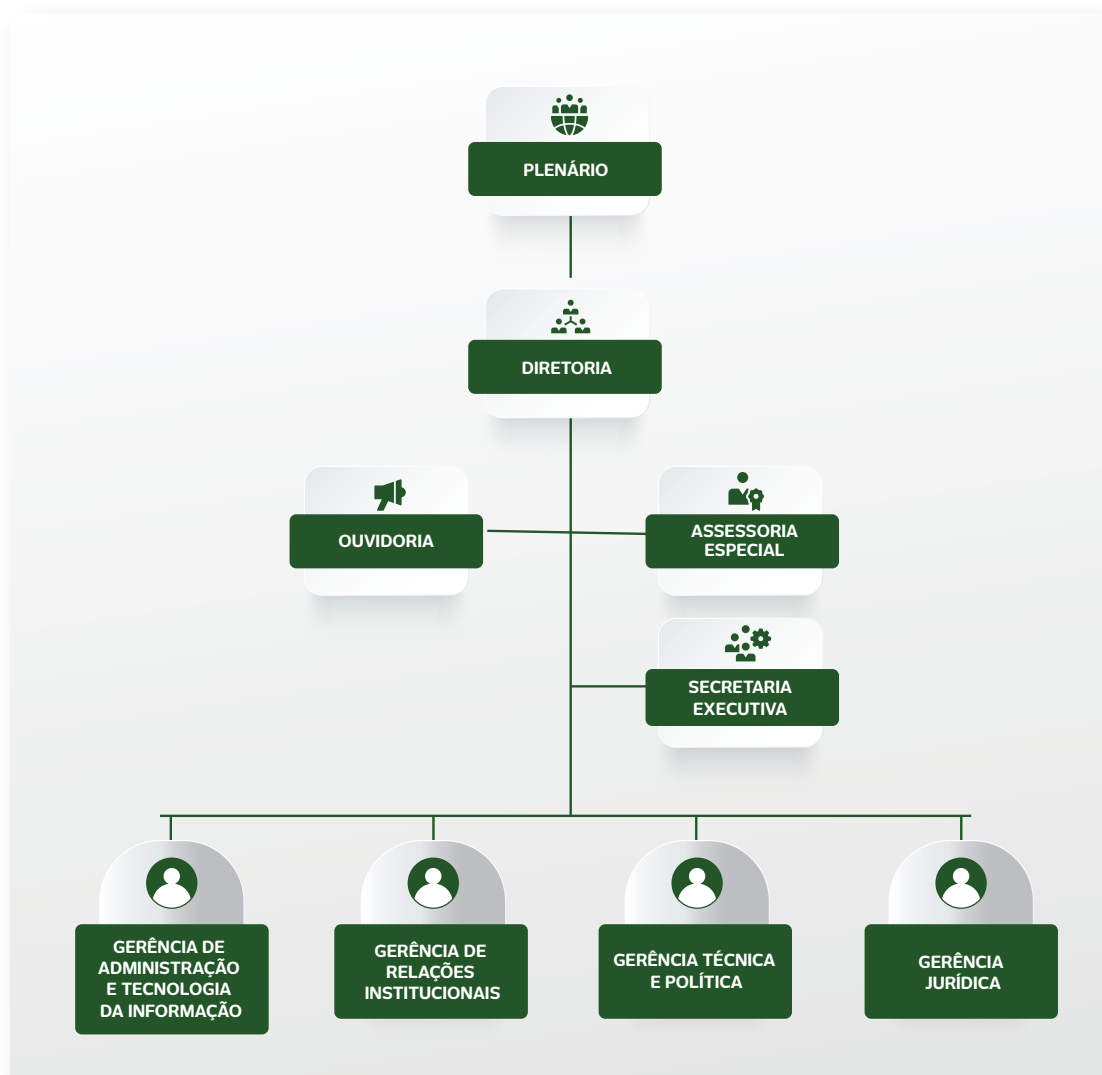 PLENÁRIO
DIRETORIA
OUVIDORIA
ASSESSORIA
ESPECIAL
SECRETARIA
EXECUTIVA
GERÊNCIA DE
ADMINISTRAÇÃO
E TECNOLOGIA
DA INFORMAÇÃO
GERÊNCIA DE
RELAÇÕES
INSTITUCIONAIS
GERÊNCIA TÉCNICA
E POLÍTICA
GERÊNCIA
JURÍDICA